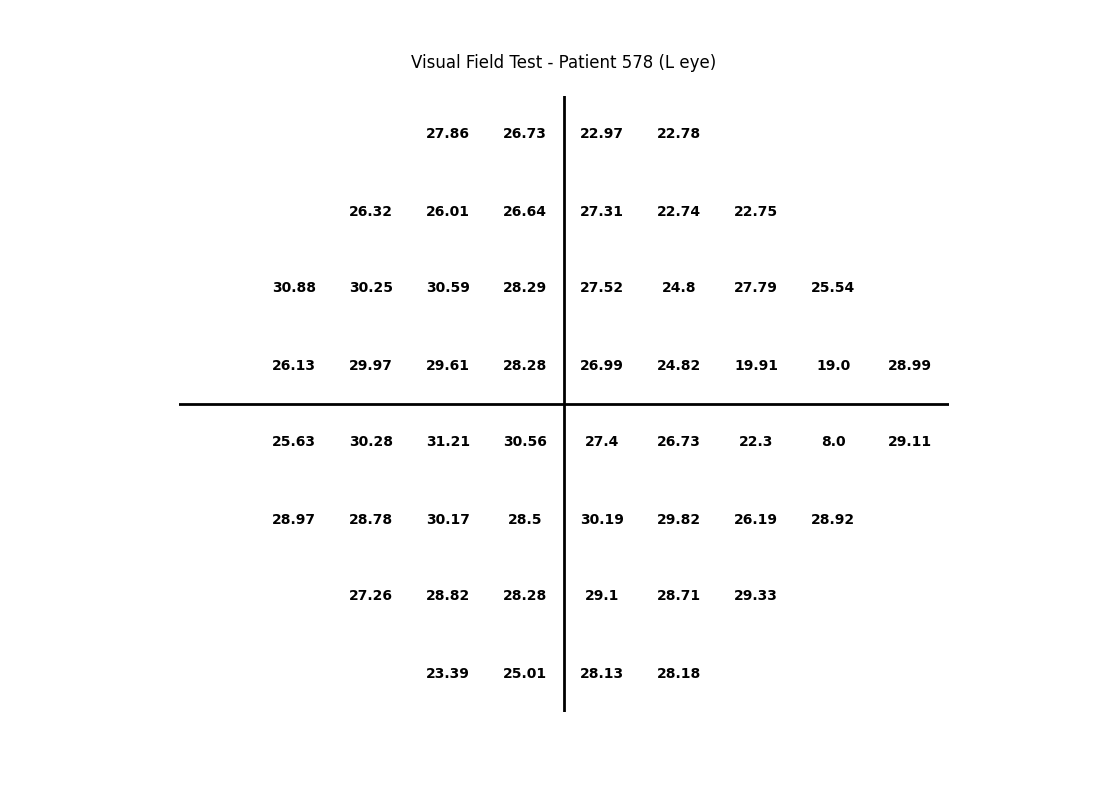 Visual Field Test - Patient 578 (L eye)
27.86 26.73 22.97 22.78
26.32 26.01 26.64 27.31 22.74 22.75
30.88 30.25 30.59 28.29 27.52 24.8 27.79 25.54
26.13 29.97 29.61 28.28 26.99 24.82 19.91 19.0 28.99
25.63 30.28 31.21 30.56 27.4 26.73 22.3 8.0 29.11
28.97 28.78 30.17 28.5 30.19 29.82 26.19 28.92
27.26 28.82 28.28 29.1 28.71 29.33
23.39 25.01 28.13 28.18